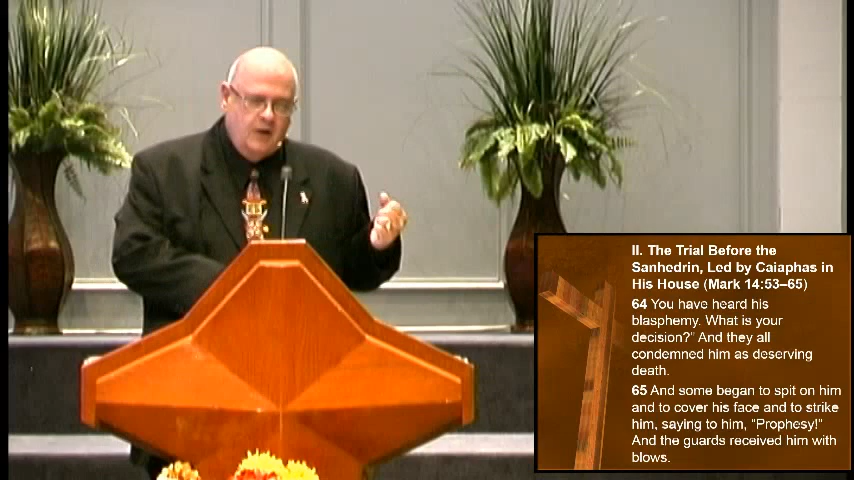 II. The Trial Before the
Sanhedrin, Led by Caiaphas in
His House (Mark 14:53–65)
64 You have heard his
blasphemy. What is your
decision?" And they all
condemned him as deserving
death.
65 And some began to spit on him
and to cover his face and to strike
him, saying to him, "Prophesy!"
And the guards received him with
blows.